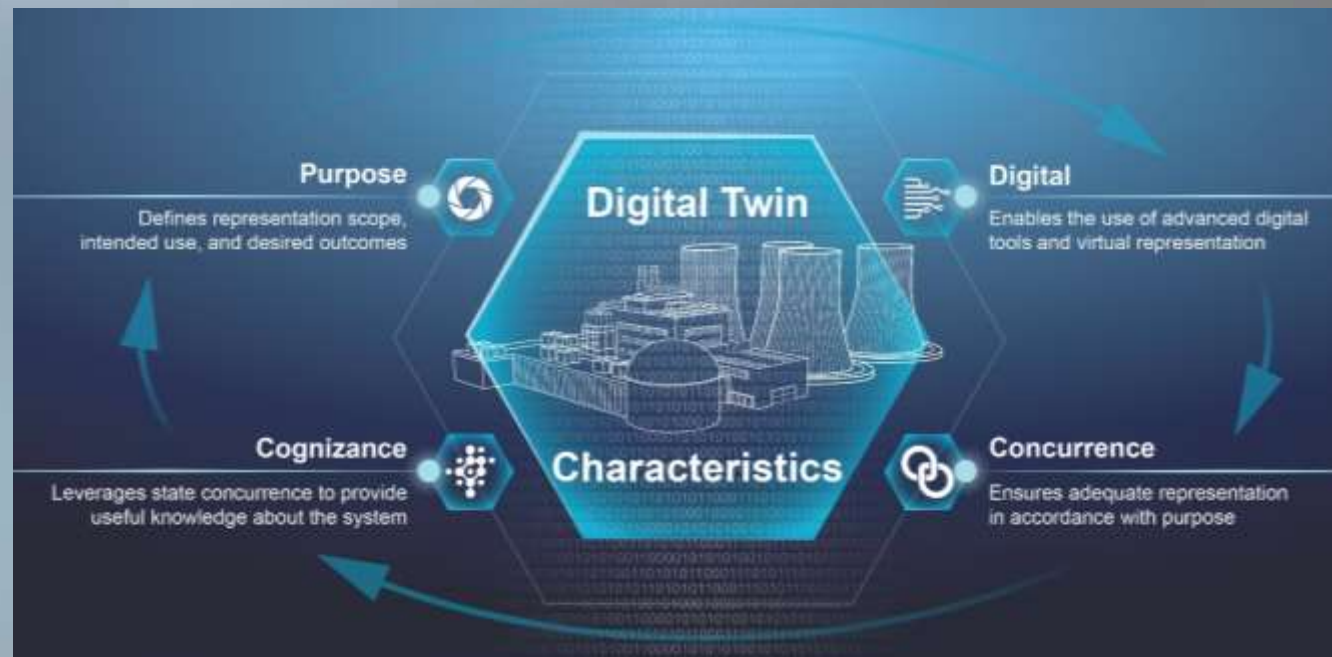 Purpose
Defines representation scope,
intended use, and desired outcomes
Digital Twin
Digital
Enables the use of advanced digital
tools and virtual representation
Cognizance
Leverages state concurrence to provide
useful knowledge about the system
Characteristics
Concurrence
Ensures adequate representation
in accordance with purpose